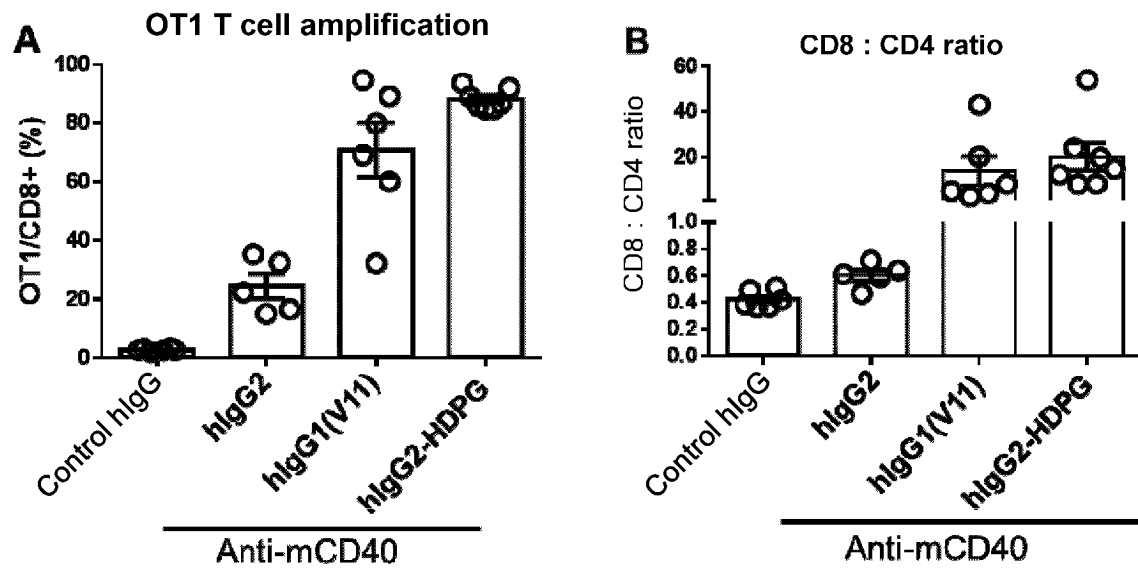 A
OT1 T cell amplification
OT1/CD8+ (%)
100
80
60
40
20
0
Control hIgG
hIgG2
hIgG1(V11)
hIgG2-HDPG
Anti-mCD40
B
CD8 : CD4 ratio
CD8 : CD4 ratio
60
40
20
1.0
0.8
0.6
0.4
0.2
0.0
Control hIgG
hIgG2
hIgG1(V11)
hIgG2-HDPG
Anti-mCD40